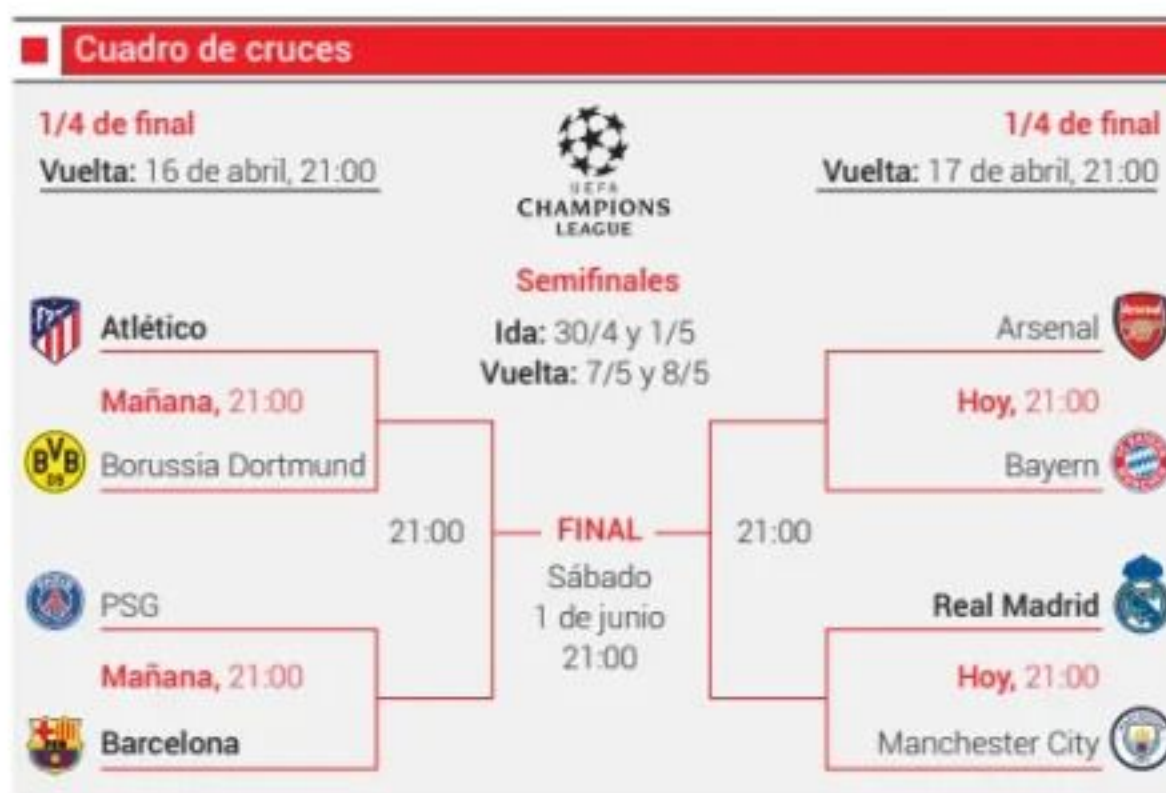 Cuadro de cruces
1/4 de final
Vuelta: 16 de abril, 21:00
UEFA
CHAMPIONS
LEAGUE
1/4 de final
Vuelta: 17 de abril, 21:00
Semifinales
Ida: 30/4 y 1/5
Vuelta: 7/5 y 8/5
Atlético
Mañana, 21:00
BVB
09
Borussia Dortmund
21:00
PSG
Mañana, 21:00
Barcelona
FINAL
Sábado
1 de junio
21:00
Arsenal
Arsenal
Hoy, 21:00
Bayern
21:00
Real Madrid
Hoy, 21:00
Manchester City